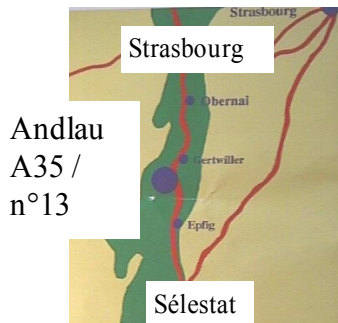 Strasbourg
Strasbourg
Obernai
Andlau
A35 /
n°13
Gertwiller
Epfig
Sélestat